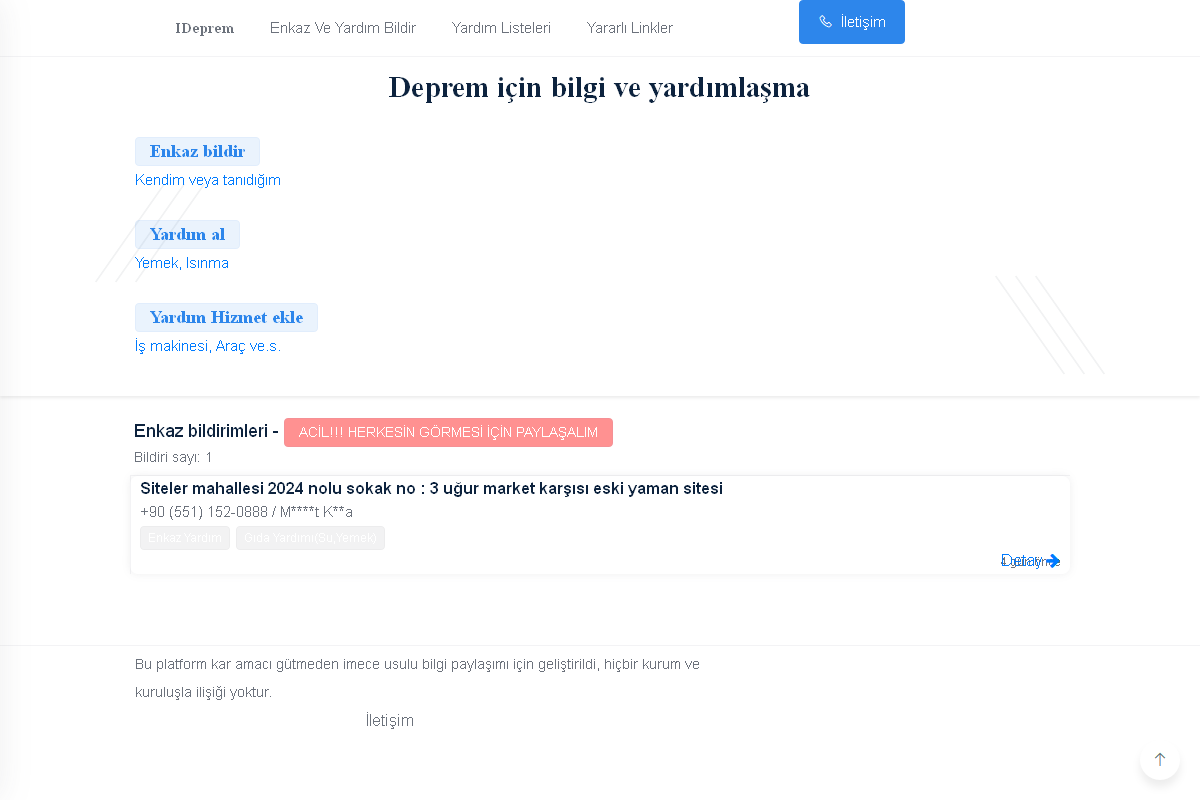 IDeprem
Enkaz Ve Yardım Bildir
Yardım Listeleri
Yararlı Linkler
İletişim
Deprem için bilgi ve yardımlaşma
Enkaz bildir
Kendim veya tanıdığım
Yardım al
Yemek, Isınma
Yardım Hizmet ekle
İş makinesi, Araç ve.s.
Enkaz bildirimleri - ACİL!!! HERKESİN GÖRMESİ İÇİN PAYLAŞALIM
Bildiri sayı: 1
Siteler mahallesi 2024 nolu sokak no : 3 uğur market karşısı eski yaman sitesi
+90 (551) 152-0888 / M****t K**a
Enkaz Yardım Gıda Yardımı(Su,Yemek)
Detay
Bu platform kar amacı gütmeden imece usulu bilgi paylaşımı için geliştirildi, hiçbir kurum ve
kuruluşla ilişiği yoktur.
İletişim